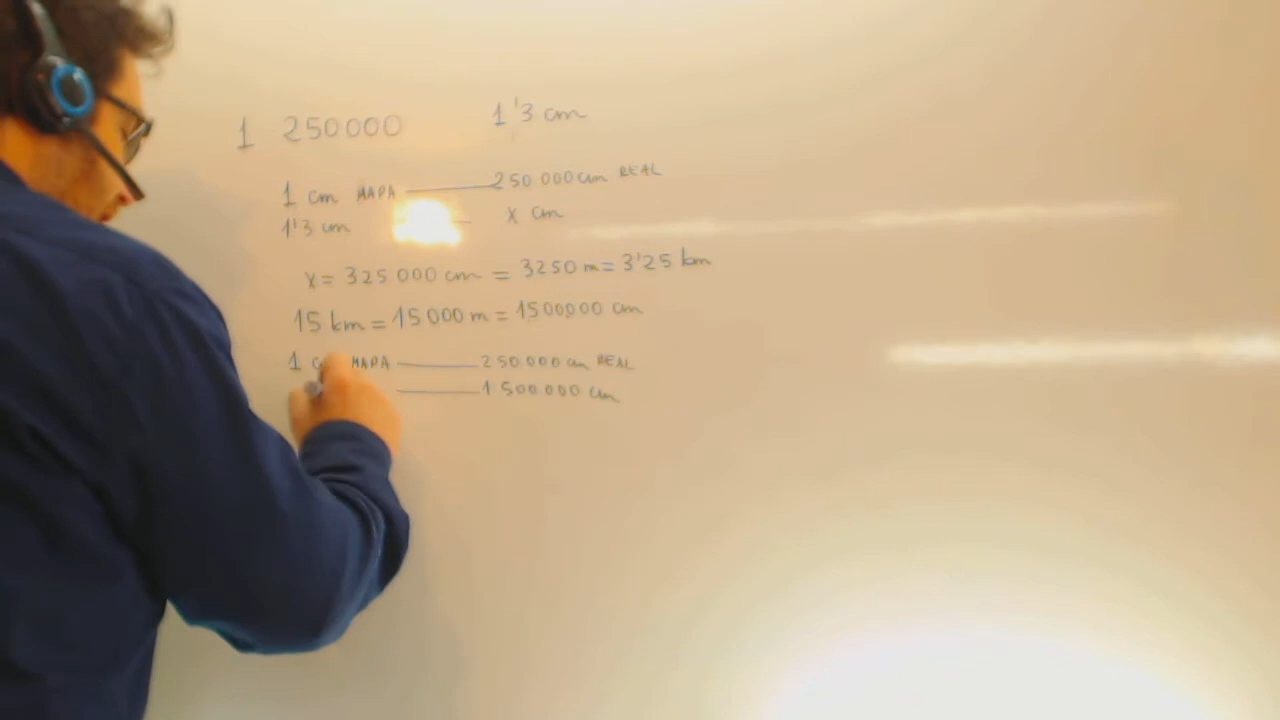 1 250000 1'3 cm
1 cm MAPA 250 000 cm REAL
1'3 cm x cm
x = 325 000 cm = 3250 m = 3'25 km
15 km = 15 000 m = 1500000 cm
1 MAPA 250 000 cm REAL
1 500 000 cm